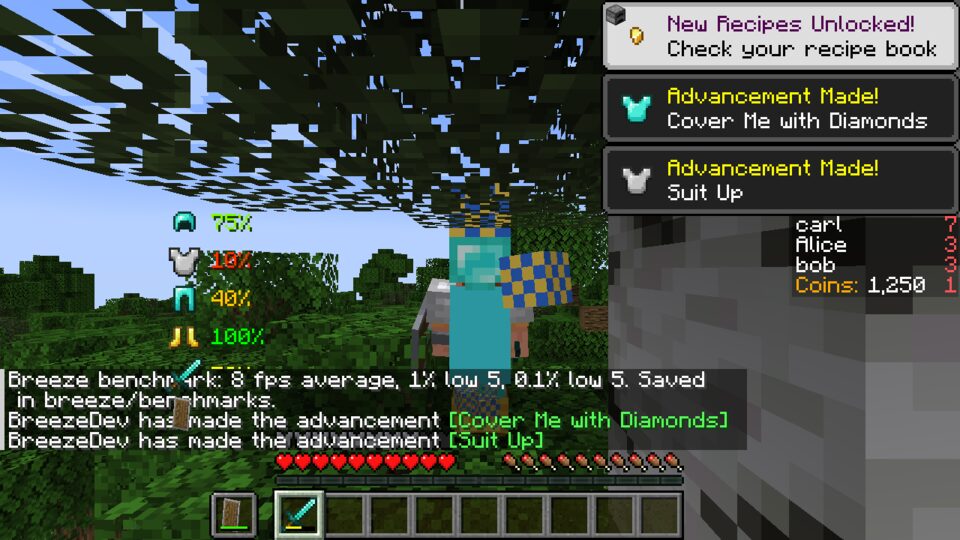 New Recipes Unlocked!
Check your recipe book
Advancement Made!
Cover Me with Diamonds
Advancement Made!
Suit Up
carl 7
Alice 3
bob 3
Coins: 1,250 1
75%
10%
40%
100%
Breeze benchmark: 8 fps average, 1% low 5, 0.1% low 5. Saved
in breeze/benchmarks.
BreezeDev has made the advancement [Cover Me with Diamonds]
BreezeDev has made the advancement [Suit Up]